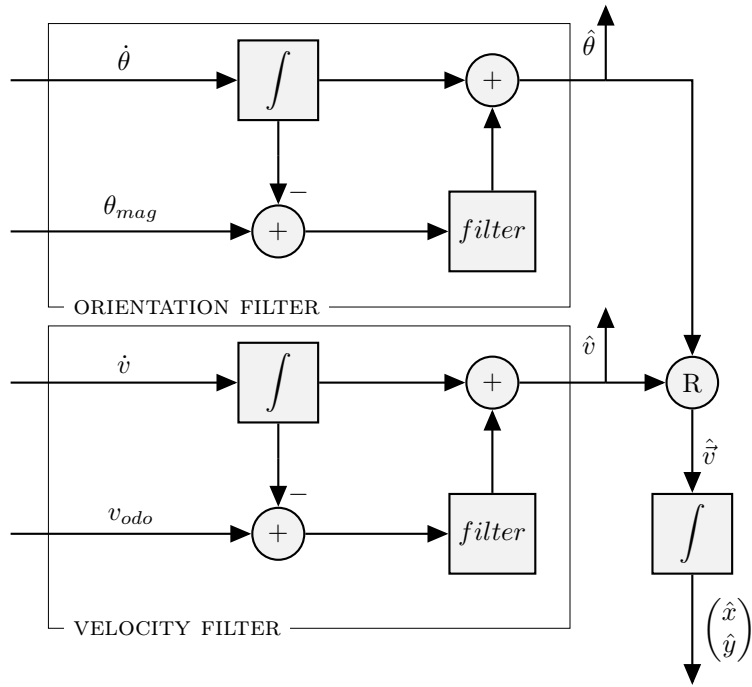 θ̇ ∫ + θ̂
−
θ_mag + filter
ORIENTATION FILTER
v̇ ∫ + v̂ R
−
v_odo + filter
v⃗̂
∫
VELOCITY FILTER
(x̂
ŷ)